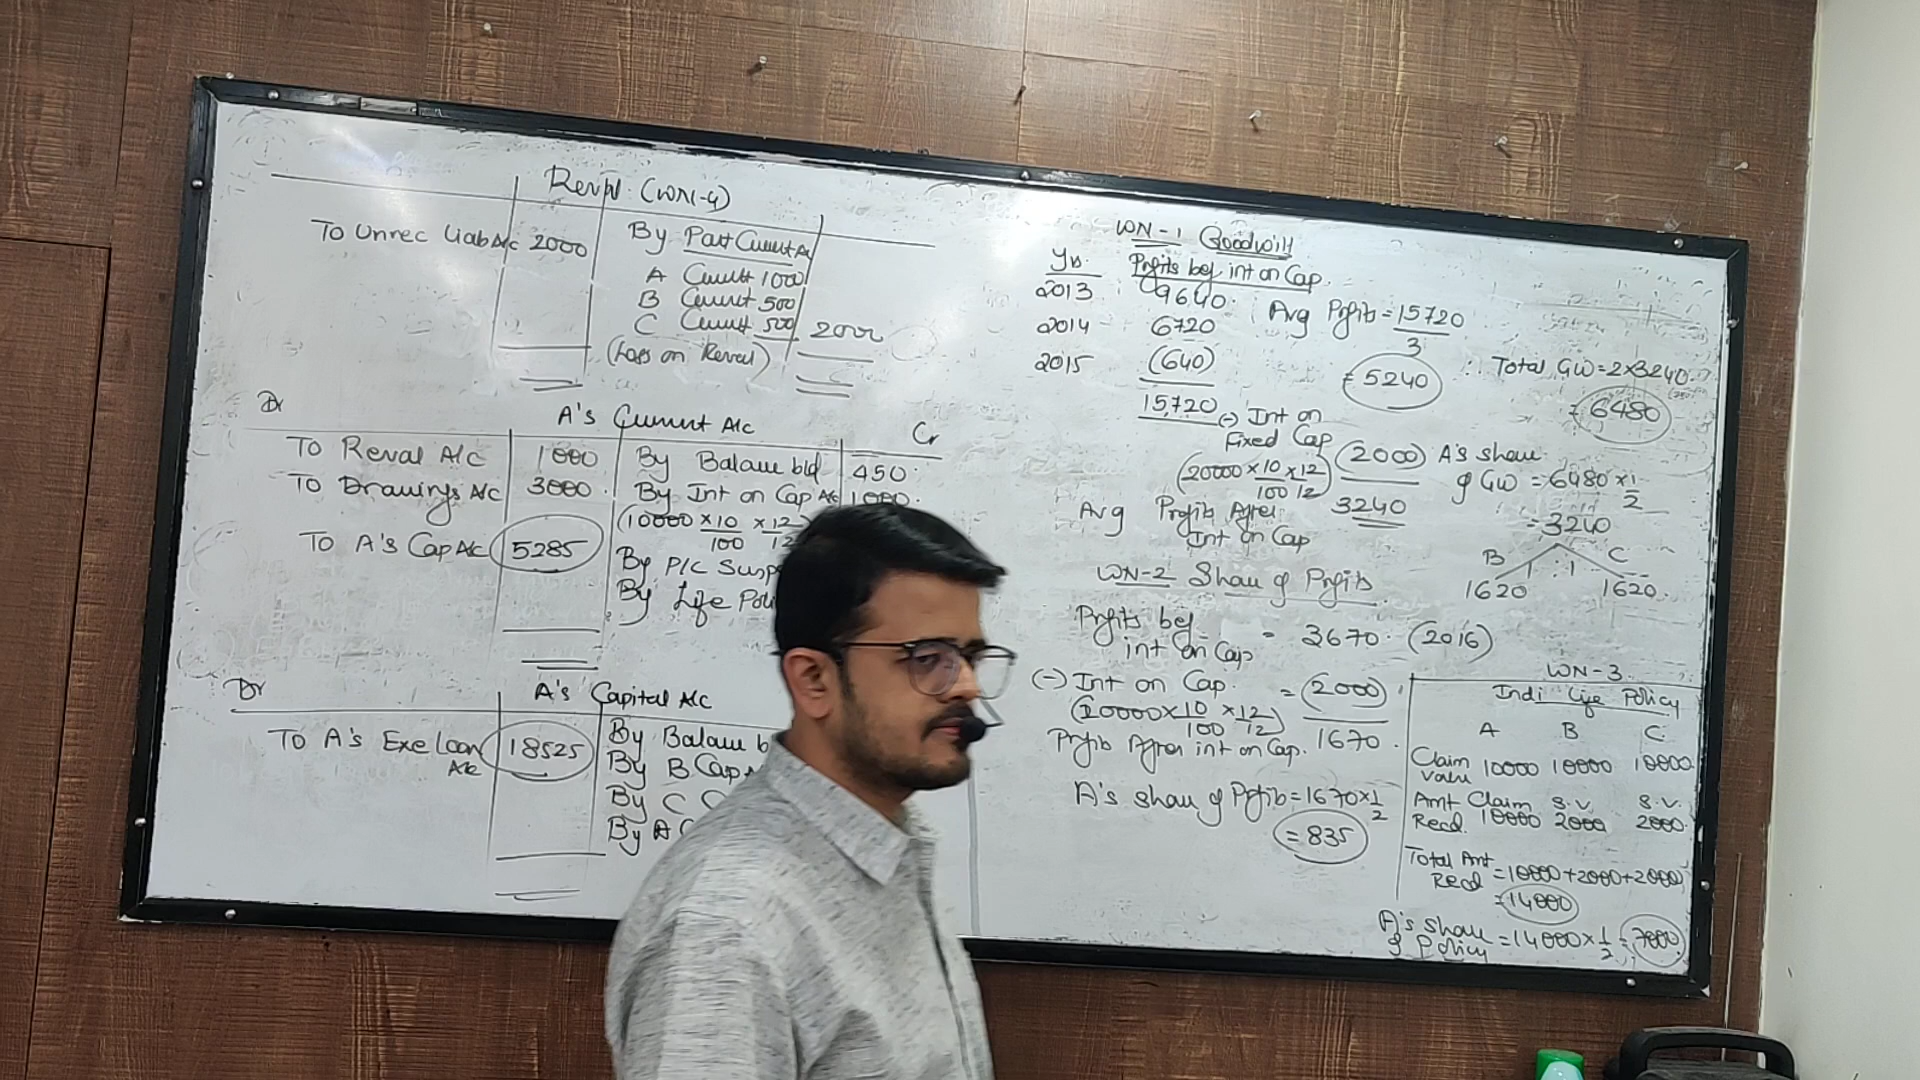 Reval (WN-4)
To Unrec Liab A/c 2000 By Part Current A/c
A Current 1000
B Current 500
C Current 500 2000
(Loss on Reval)
Dr A's Current A/c Cr
To Reval A/c 1000 By Balance b/d 450
To Drawings A/c 3000 By Int on Cap A/c 1000
(10000 × 10/100 × 12/12
To A's Cap A/c 5285
By P/L Susp
By Life Poli
Dr A's Capital A/c
To A's Exe Loan A/c 18525 By Balance b
By B Cap A
By C C
By A C
WN-1 Goodwill
Yr. Profits bef int on Cap.
2013 9640
2014 6720
2015 (640)
15,720
Avg Profits = 15720/3
= 5240
(-) Int on Fixed Cap (2000)
(20000 × 10/100 × 12/12)
Avg Profit After Int on Cap 3240
∴ Total GW = 2×3240
= 6480
A's share of GW = 6480 × 1/2
= 3240
B C
1 : 1
1620 1620
WN-2 Share of Profits
Profits bef int on Cap = 3670 (2016)
(-) Int on Cap. = (2000)
(20000 × 10/100 × 12/12)
Profit After int on Cap. 1670
A's share of Profit = 1670 × 1/2
= 835
WN-3
Indi Life Policy
A B C
Claim Value 10000 10000 10000
Amt Recd. Claim 10000 S.V. 2000 S.V. 2000
Total Amt Recd = 10000+2000+2000
= 14000
A's share of Policy = 14000 × 1/2 = 7000